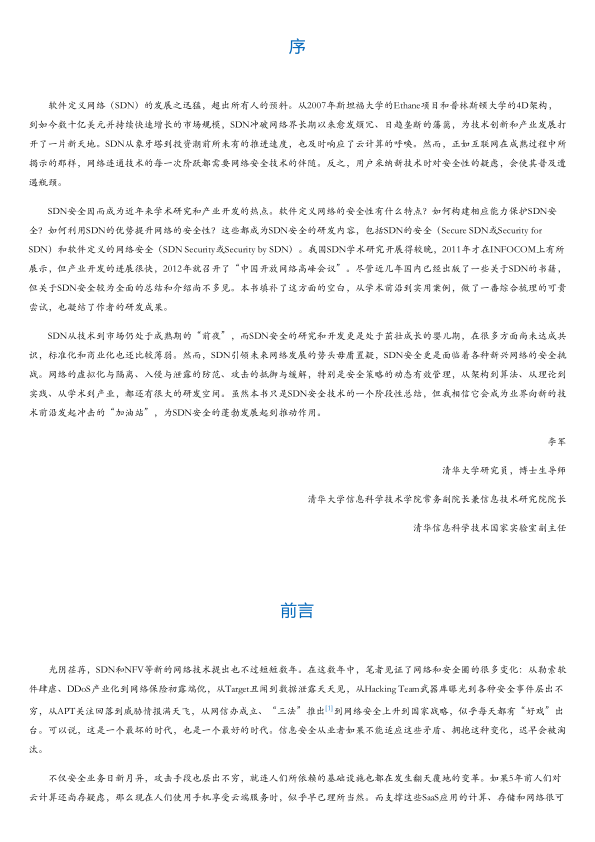 序
软件定义网络（SDN）的发展之迅猛，超出所有人的预料。从2007年斯坦福大学的Ethane项目和普林斯顿大学的4D架构，
到如今数十亿美元并持续快速增长的市场规模，SDN冲破网络界长期以来愈发烦冗、日趋垄断的藩篱，为技术创新和产业发展打
开了一片新天地。SDN从象牙塔到投资潮前所未有的推进速度，也及时响应了云计算的呼唤。然而，正如互联网在成熟过程中所
揭示的那样，网络连通技术的每一次阶跃都需要网络安全技术的伴随。反之，用户采纳新技术时对安全性的疑虑，会使其普及遭
遇瓶颈。
SDN安全因而成为近年来学术研究和产业开发的热点。软件定义网络的安全性有什么特点？如何构建相应能力保护SDN安
全？如何利用SDN的优势提升网络的安全性？这些都成为SDN安全的研发内容，包括SDN的安全（Secure SDN或Security for
SDN）和软件定义的网络安全（SDN Security或Security by SDN）。我国SDN学术研究开展得较晚，2011年才在INFOCOM上有所
展示，但产业开发的进展很快，2012年就召开了“中国开放网络高峰会议”。尽管近几年国内已经出版了一些关于SDN的书籍，
但关于SDN安全较为全面的总结和介绍尚不多见。本书填补了这方面的空白，从学术前沿到实用案例，做了一番综合梳理的可贵
尝试，也凝结了作者的研发成果。
SDN从技术到市场仍处于成熟期的“前夜”，而SDN安全的研究和开发更是处于茁壮成长的婴儿期，在很多方面尚未达成共
识，标准化和商业化也还比较薄弱。然而，SDN引领未来网络发展的势头毋庸置疑，SDN安全更是面临着各种新兴网络的安全挑
战。网络的虚拟化与隔离、入侵与泄露的防范、攻击的抵御与缓解，特别是安全策略的动态有效管理，从架构到算法、从理论到
实践、从学术到产业，都还有很大的研发空间。虽然本书只是SDN安全技术的一个阶段性总结，但我相信它会成为业界向新的技
术前沿发起冲击的“加油站”，为SDN安全的蓬勃发展起到推动作用。
李军
清华大学研究员，博士生导师
清华大学信息科学技术学院常务副院长兼信息技术研究院院长
清华信息科学技术国家实验室副主任
前言
光阴荏苒，SDN和NFV等新的网络技术提出也不过短短数年。在这数年中，笔者见证了网络和安全圈的很多变化：从勒索软
件肆虐、DDoS产业化到网络保险初露端倪，从Target丑闻到数据泄露天天见，从Hacking Team武器库曝光到各种安全事件层出不
穷，从APT关注回落到威胁情报满天飞，从网信办成立、“三法”推出[1]到网络安全上升到国家战略，似乎每天都有“好戏”出
台。可以说，这是一个最坏的时代，也是一个最好的时代。信息安全从业者如果不能适应这些矛盾、拥抱这种变化，迟早会被淘
汰。
不仅安全业务日新月异，攻击手段也层出不穷，就连人们所依赖的基础设施也都在发生翻天覆地的变革。如果5年前人们对
云计算还尚存疑虑，那么现在人们使用手机享受云端服务时，似乎早已理所当然。而支撑这些SaaS应用的计算、存储和网络很可